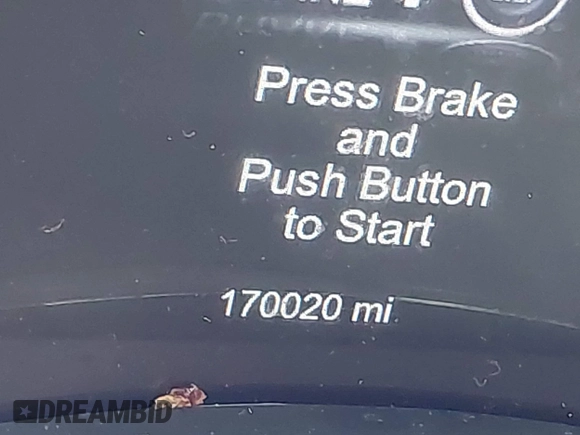 Press Brake
and
Push Button
to Start
170020 mi
DREAMBID